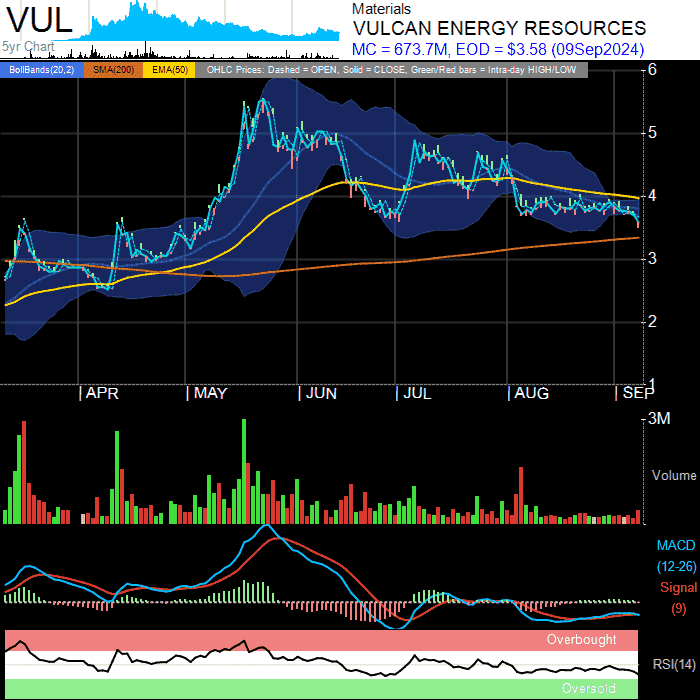 VUL
5yr Chart
Materials
VULCAN ENERGY RESOURCES
MC = 673.7M, EOD = $3.58 (09Sep2024)
BollBands(20,2) SMA(200) EMA(50) OHLC Prices: Dashed = OPEN, Solid = CLOSE, Green/Red bars = Intra-day HIGH/LOW
6
5
4
3
2
1
| APR | MAY | JUN | JUL | AUG | SEP
3M
Volume
MACD
(12-26)
Signal
(9)
Overbought
RSI(14)
Oversold